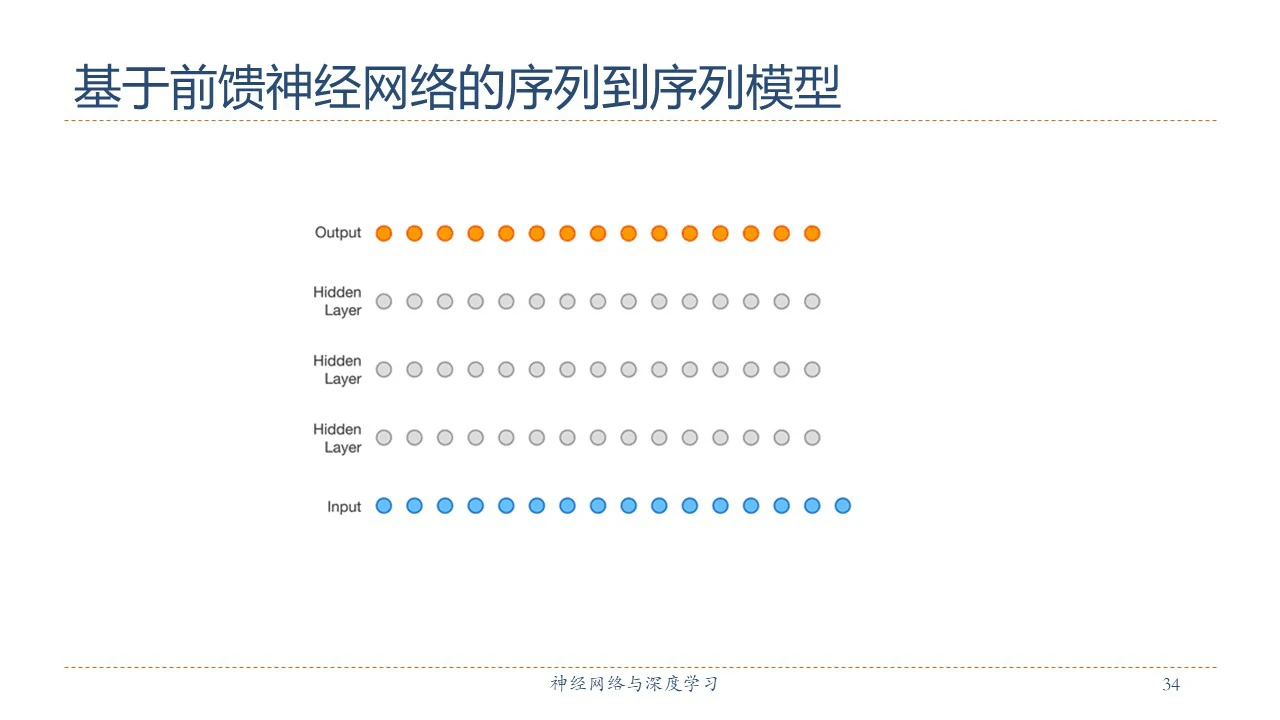 基于前馈神经网络的序列到序列模型
Output
Hidden
Layer
Hidden
Layer
Hidden
Layer
Input
神经网络与深度学习
34